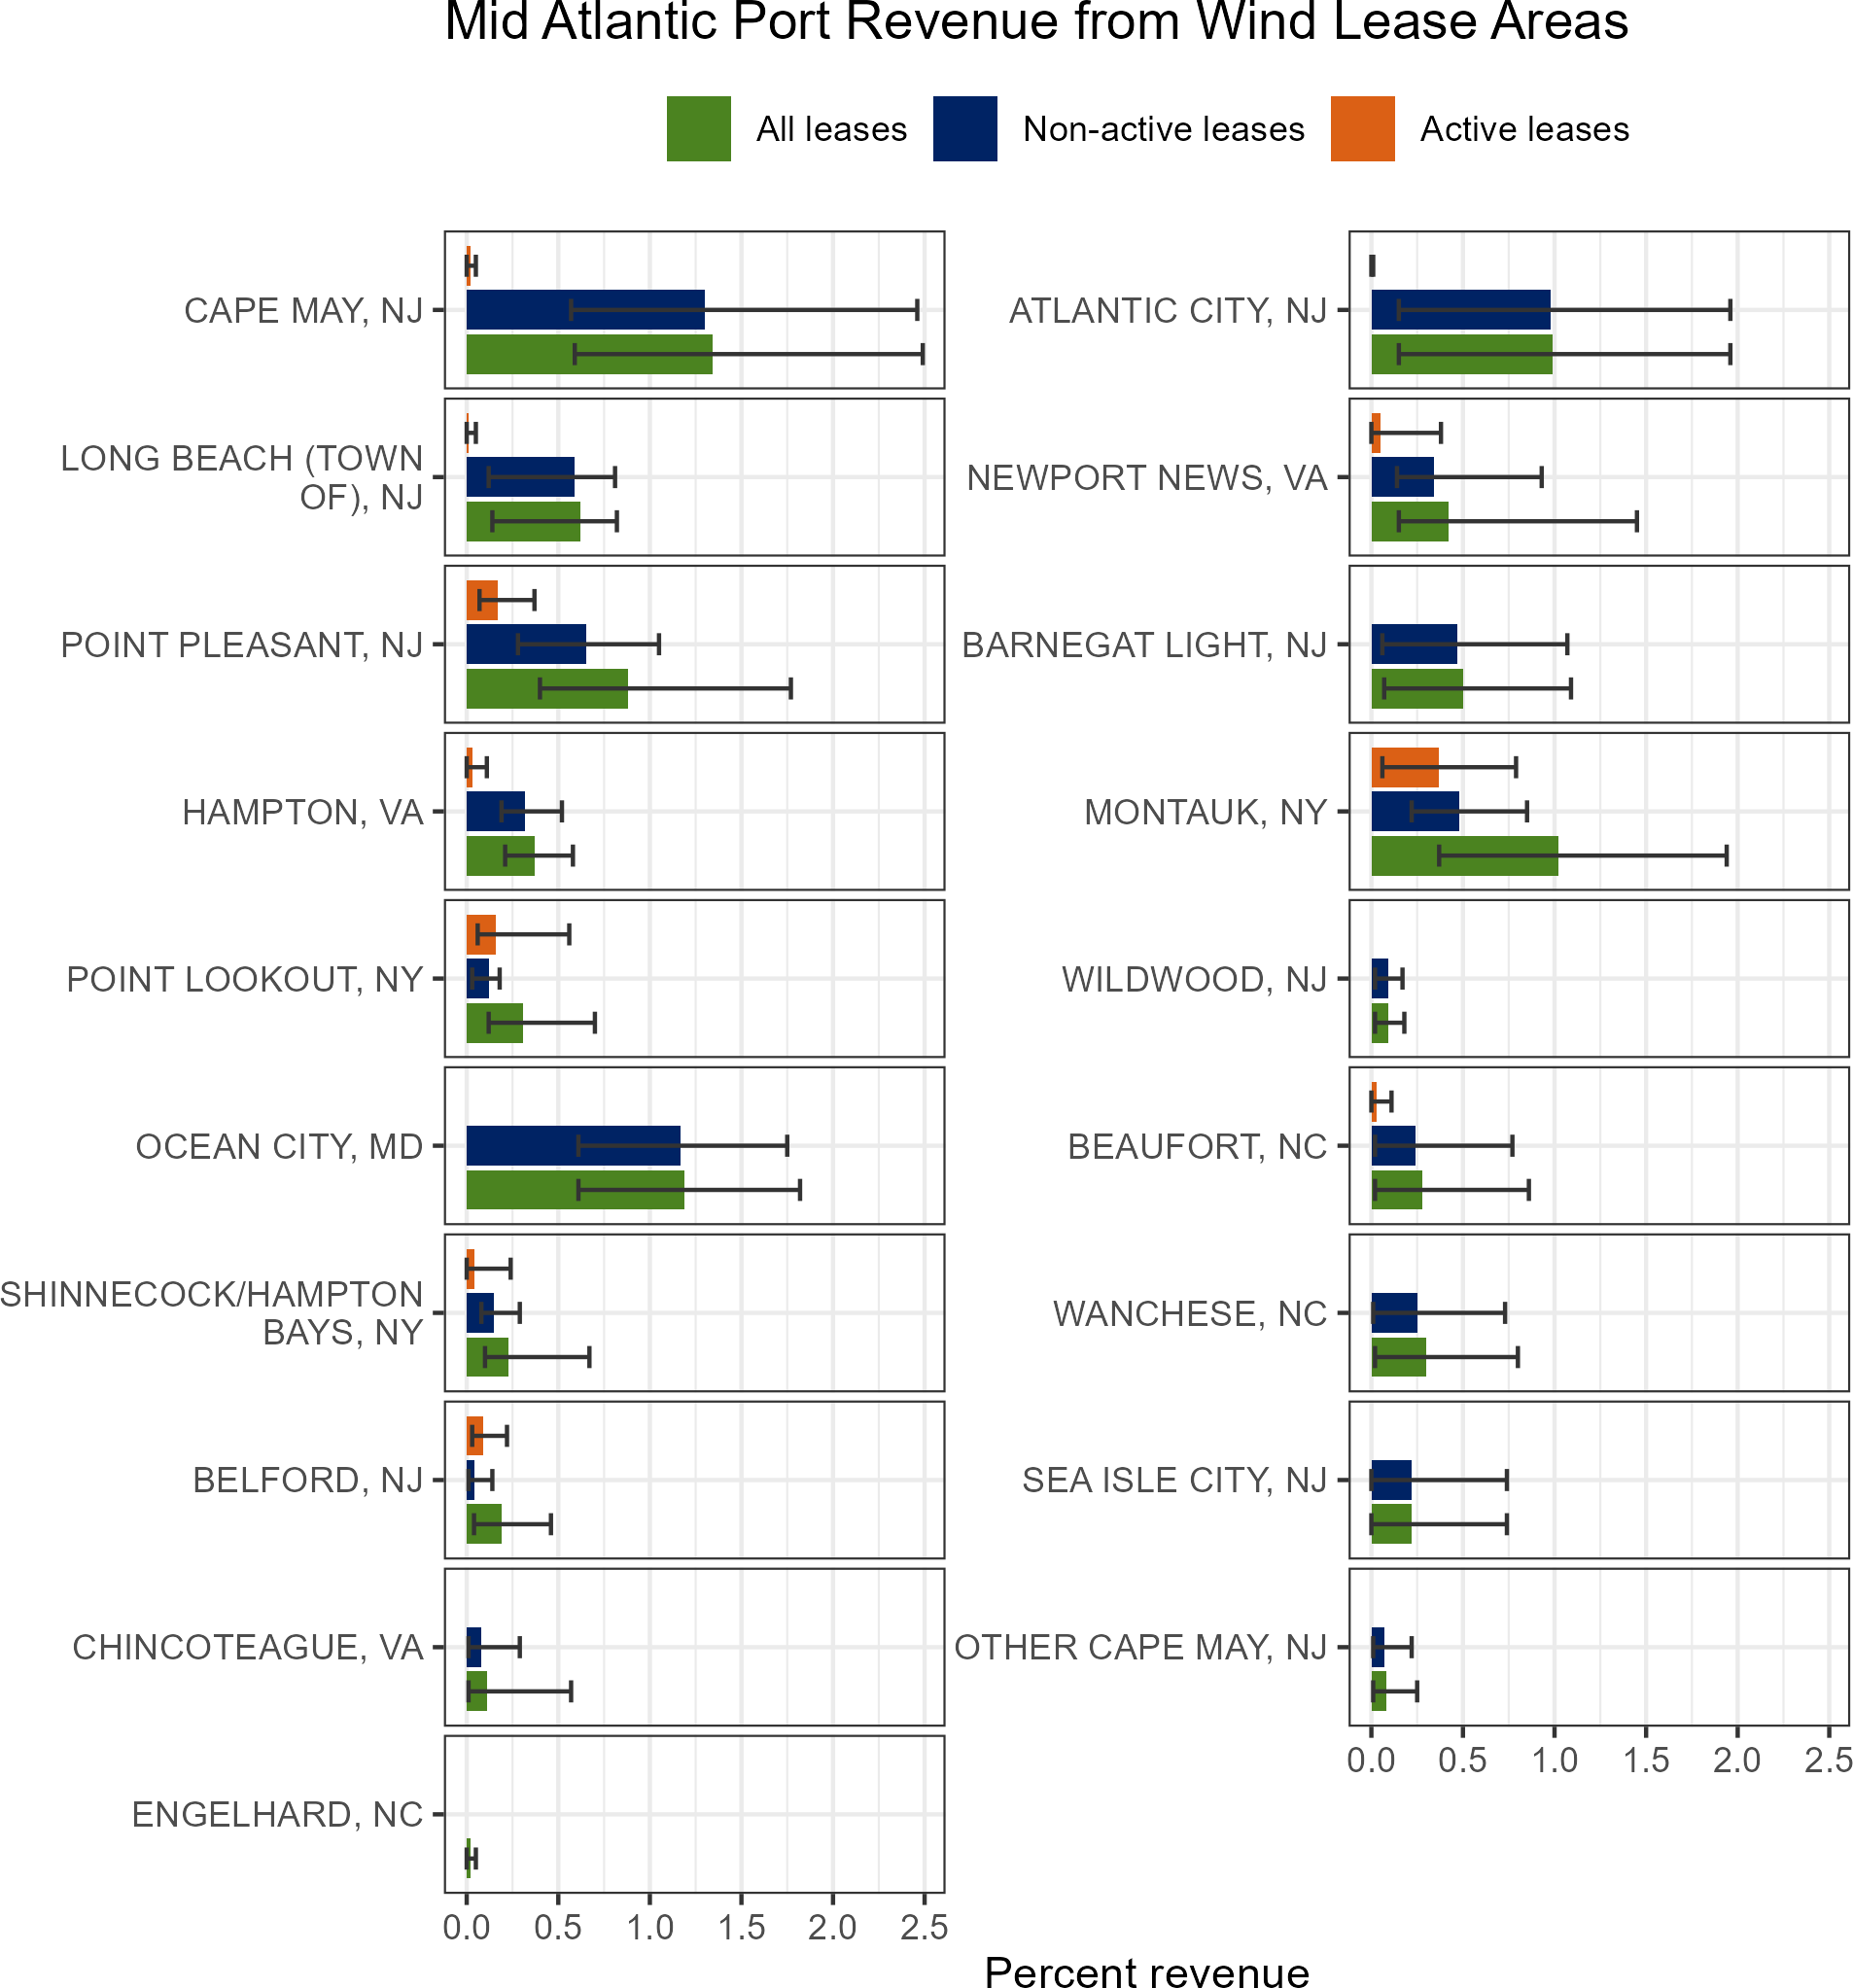 Mid Atlantic Port Revenue from Wind Lease Areas
All leases Non-active leases Active leases
CAPE MAY, NJ
ATLANTIC CITY, NJ
LONG BEACH (TOWN
OF), NJ
NEWPORT NEWS, VA
POINT PLEASANT, NJ
BARNEGAT LIGHT, NJ
HAMPTON, VA
MONTAUK, NY
POINT LOOKOUT, NY
WILDWOOD, NJ
OCEAN CITY, MD
BEAUFORT, NC
SHINNECOCK/HAMPTON
BAYS, NY
WANCHESE, NC
BELFORD, NJ
SEA ISLE CITY, NJ
CHINCOTEAGUE, VA
OTHER CAPE MAY, NJ
0.0 0.5 1.0 1.5 2.0 2.5
ENGELHARD, NC
0.0 0.5 1.0 1.5 2.0 2.5
Percent revenue